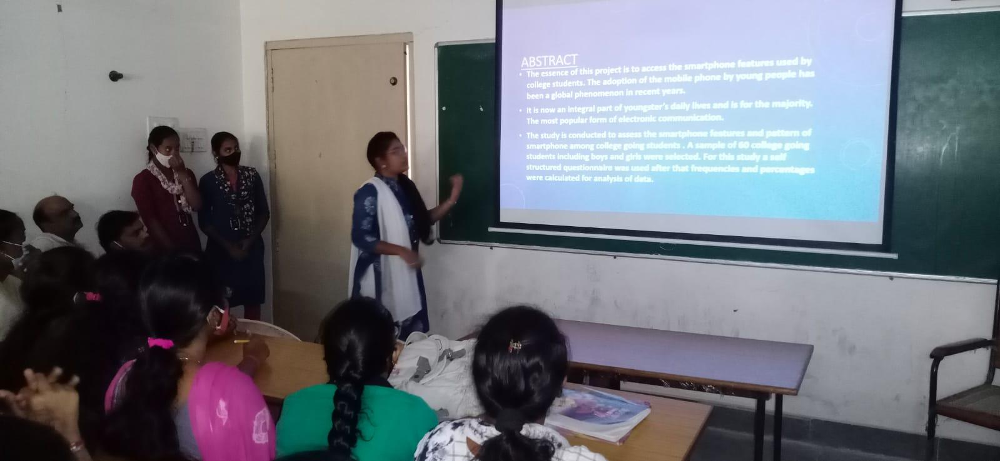 ABSTRACT
• The essence of this project is to access the smartphone features used by
college students. The adoption of the mobile phone by young people has
been a global phenomenon in recent years.
• It is now an integral part of youngster's daily lives and is for the majority.
The most popular form of electronic communication.
• The study is conducted to assess the smartphone features and pattern of
smartphone among college going students . A sample of 60 college going
students including boys and girls were selected. For this study a self
structured questionnaire was used after that frequencies and percentages
were calculated for analysis of data.